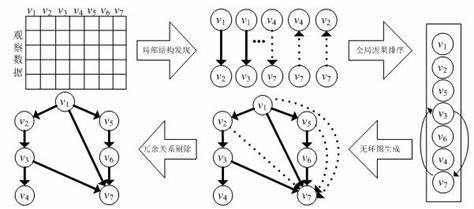 v1 v2 v3 v4 v5 v6 v7
观察数据
局部结构发现
v1 v1 v4 v4 v2
...
v2 v3 v7 v7 v7
全局因果排序
v1
v2
v5
v3
v6
v4
v7
无环图生成
v1
v2 v5
v3 v6
v4 v7
冗余关系剔除
v1
v2 v5
v3 v6
v4 v7